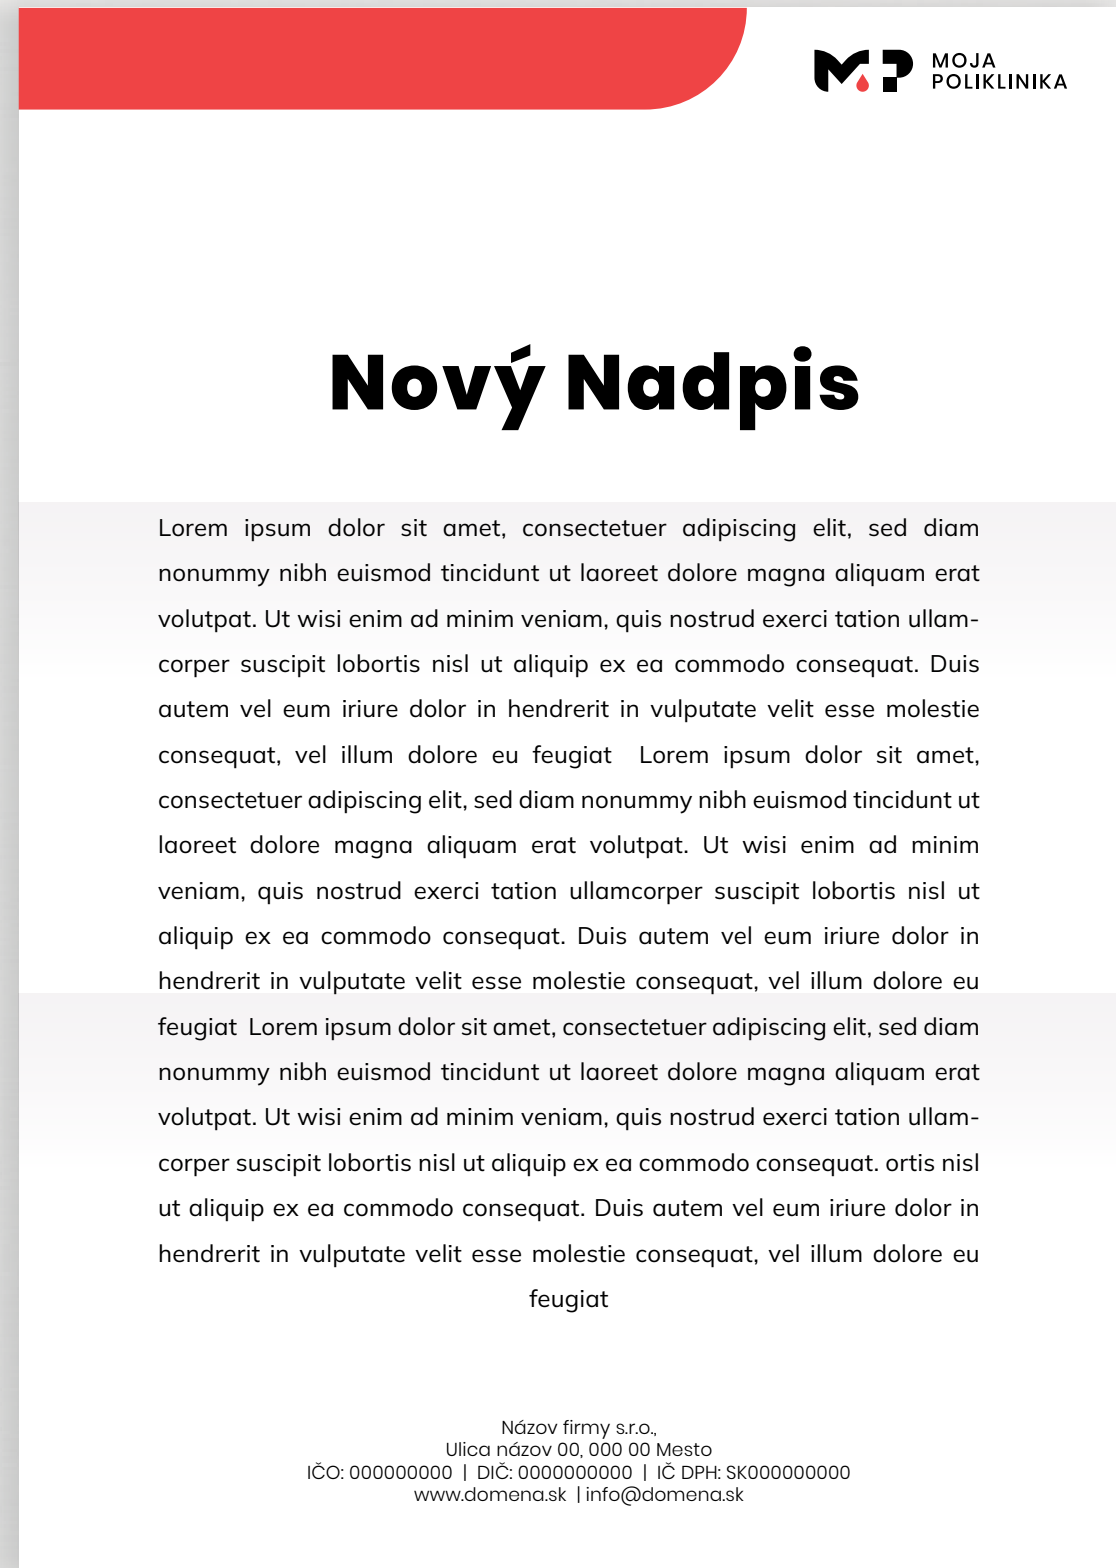 MP MOJA
POLIKLINIKA
Nový Nadpis
Lorem ipsum dolor sit amet, consectetuer adipiscing elit, sed diam
nonummy nibh euismod tincidunt ut laoreet dolore magna aliquam erat
volutpat. Ut wisi enim ad minim veniam, quis nostrud exerci tation ullam-
corper suscipit lobortis nisl ut aliquip ex ea commodo consequat. Duis
autem vel eum iriure dolor in hendrerit in vulputate velit esse molestie
consequat, vel illum dolore eu feugiat  Lorem ipsum dolor sit amet,
consectetuer adipiscing elit, sed diam nonummy nibh euismod tincidunt ut
laoreet dolore magna aliquam erat volutpat. Ut wisi enim ad minim
veniam, quis nostrud exerci tation ullamcorper suscipit lobortis nisl ut
aliquip ex ea commodo consequat. Duis autem vel eum iriure dolor in
hendrerit in vulputate velit esse molestie consequat, vel illum dolore eu
feugiat  Lorem ipsum dolor sit amet, consectetuer adipiscing elit, sed diam
nonummy nibh euismod tincidunt ut laoreet dolore magna aliquam erat
volutpat. Ut wisi enim ad minim veniam, quis nostrud exerci tation ullam-
corper suscipit lobortis nisl ut aliquip ex ea commodo consequat. ortis nisl
ut aliquip ex ea commodo consequat. Duis autem vel eum iriure dolor in
hendrerit in vulputate velit esse molestie consequat, vel illum dolore eu
feugiat
Názov firmy s.r.o.,
Ulica názov 00, 000 00 Mesto
IČO: 000000000 | DIČ: 0000000000 | IČ DPH: SK000000000
www.domena.sk | info@domena.sk